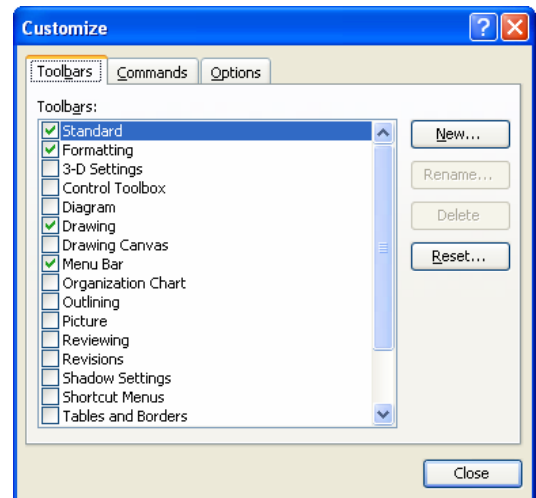 Customize
Toolbars Commands Options
Toolbars:
Standard
Formatting
3-D Settings
Control Toolbox
Diagram
Drawing
Drawing Canvas
Menu Bar
Organization Chart
Outlining
Picture
Reviewing
Revisions
Shadow Settings
Shortcut Menus
Tables and Borders
New...
Rename...
Delete
Reset...
Close